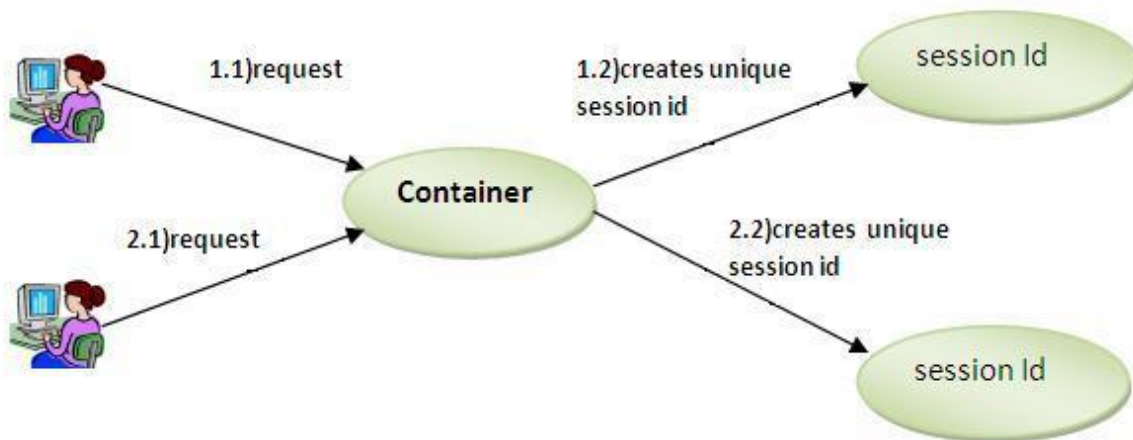 1.1)request
1.2)creates unique
session id
session Id
Container
2.1)request
2.2)creates unique
session id
session Id